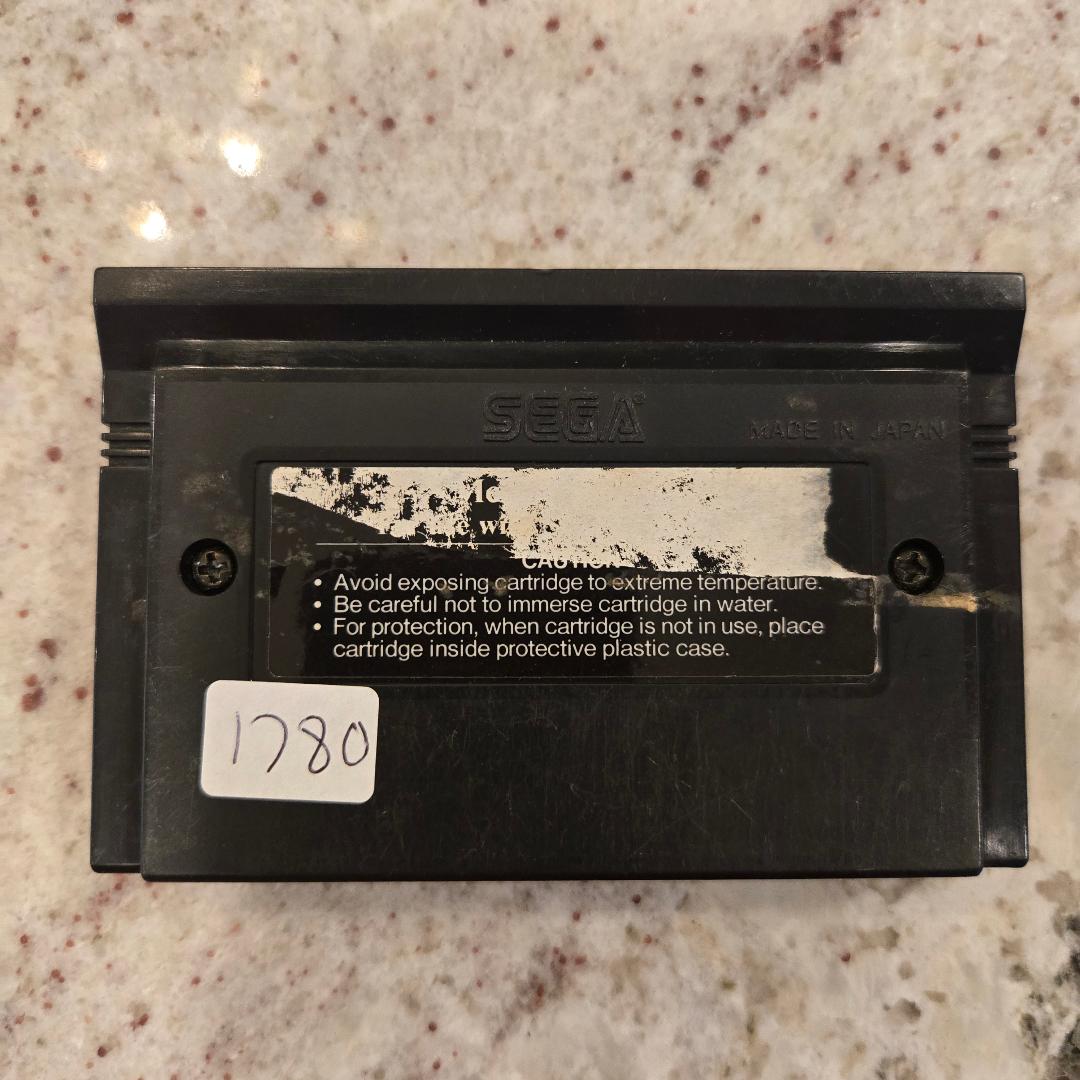 SEGA®
MADE IN JAPAN
CAUTION
• Avoid exposing cartridge to extreme temperature.
• Be careful not to immerse cartridge in water.
• For protection, when cartridge is not in use, place
cartridge inside protective plastic case.
1780